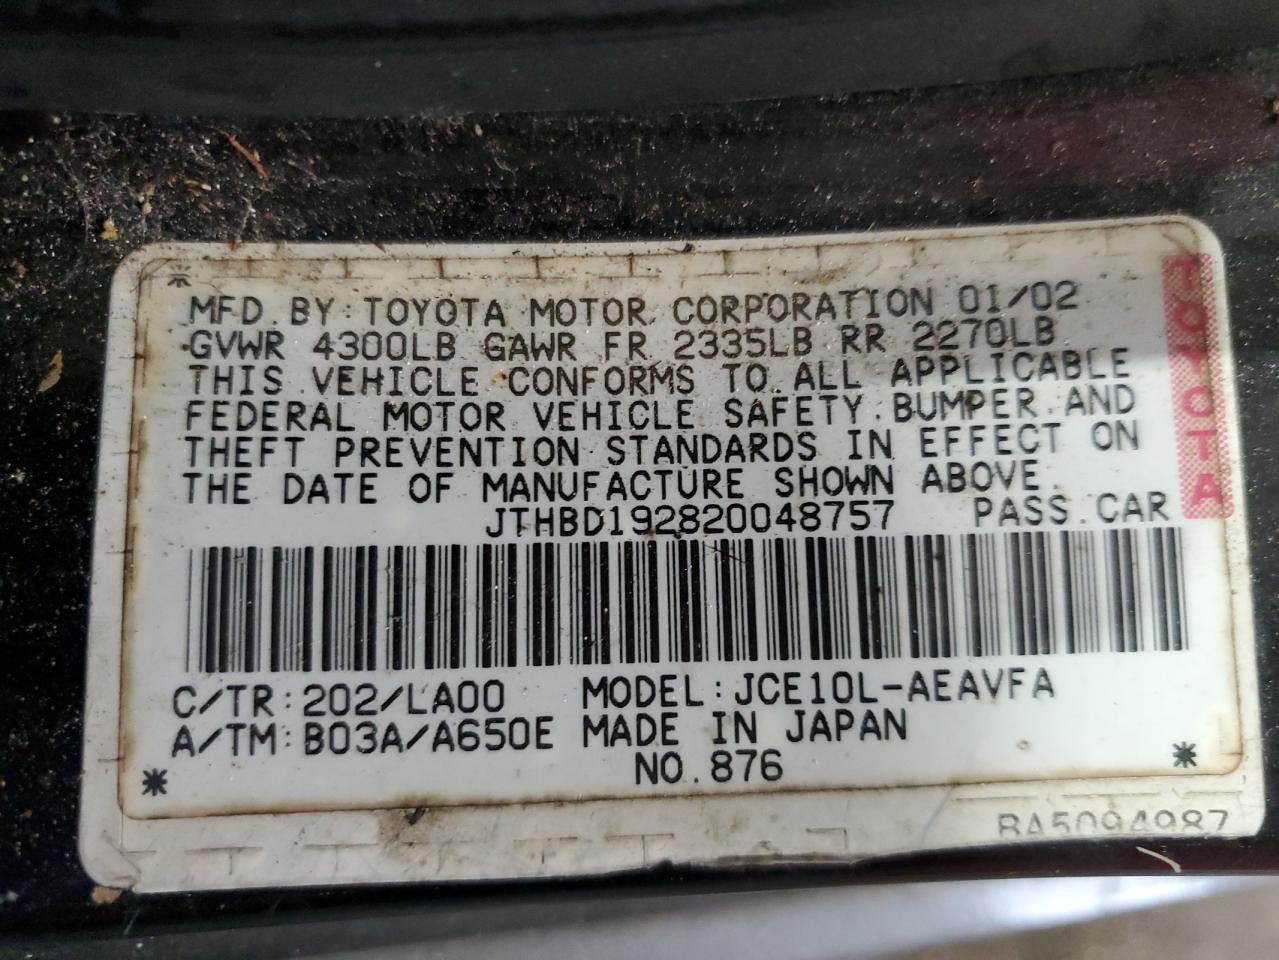 MFD. BY: TOYOTA MOTOR CORPORATION 01/02
GVWR 4300LB GAWR FR 2335LB RR 2270LB
THIS VEHICLE CONFORMS TO ALL APPLICABLE
FEDERAL MOTOR VEHICLE SAFETY, BUMPER, AND
THEFT PREVENTION STANDARDS IN EFFECT ON
THE DATE OF MANUFACTURE SHOWN ABOVE.
JTHBD192820048757 PASS. CAR
C/TR: 202/LA00 MODEL: JCE10L-AEAVFA
A/TM: B03A/A650E MADE IN JAPAN
NO. 876
BA5094987
TOYOTA